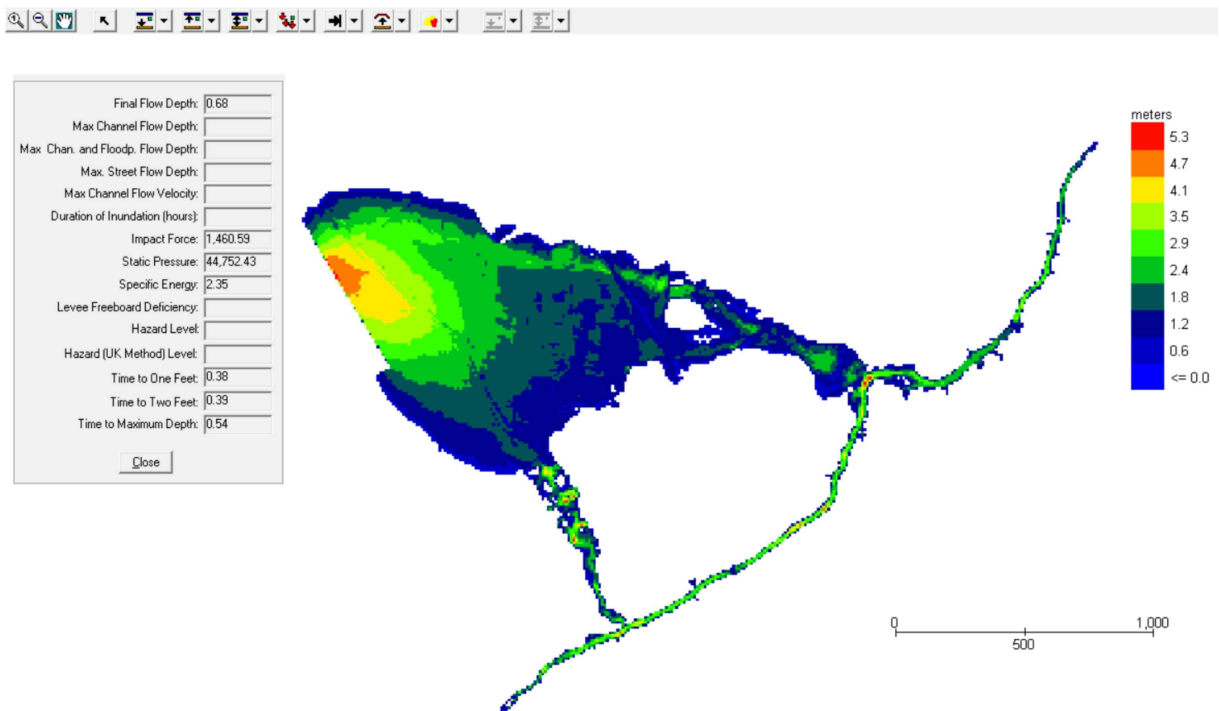 Final Flow Depth: 0.68
Max Channel Flow Depth:
Max Chan. and Floodp. Flow Depth:
Max. Street Flow Depth:
Max Channel Flow Velocity:
Duration of Inundation (hours):
Impact Force: 1,460.59
Static Pressure: 44,752.43
Specific Energy: 2.35
Levee Freeboard Deficiency:
Hazard Level:
Hazard (UK Method) Level:
Time to One Feet: 0.38
Time to Two Feet: 0.39
Time to Maximum Depth: 0.54
Close
meters
5.3
4.7
4.1
3.5
2.9
2.4
1.8
1.2
0.6
<= 0.0
0 1,000
500